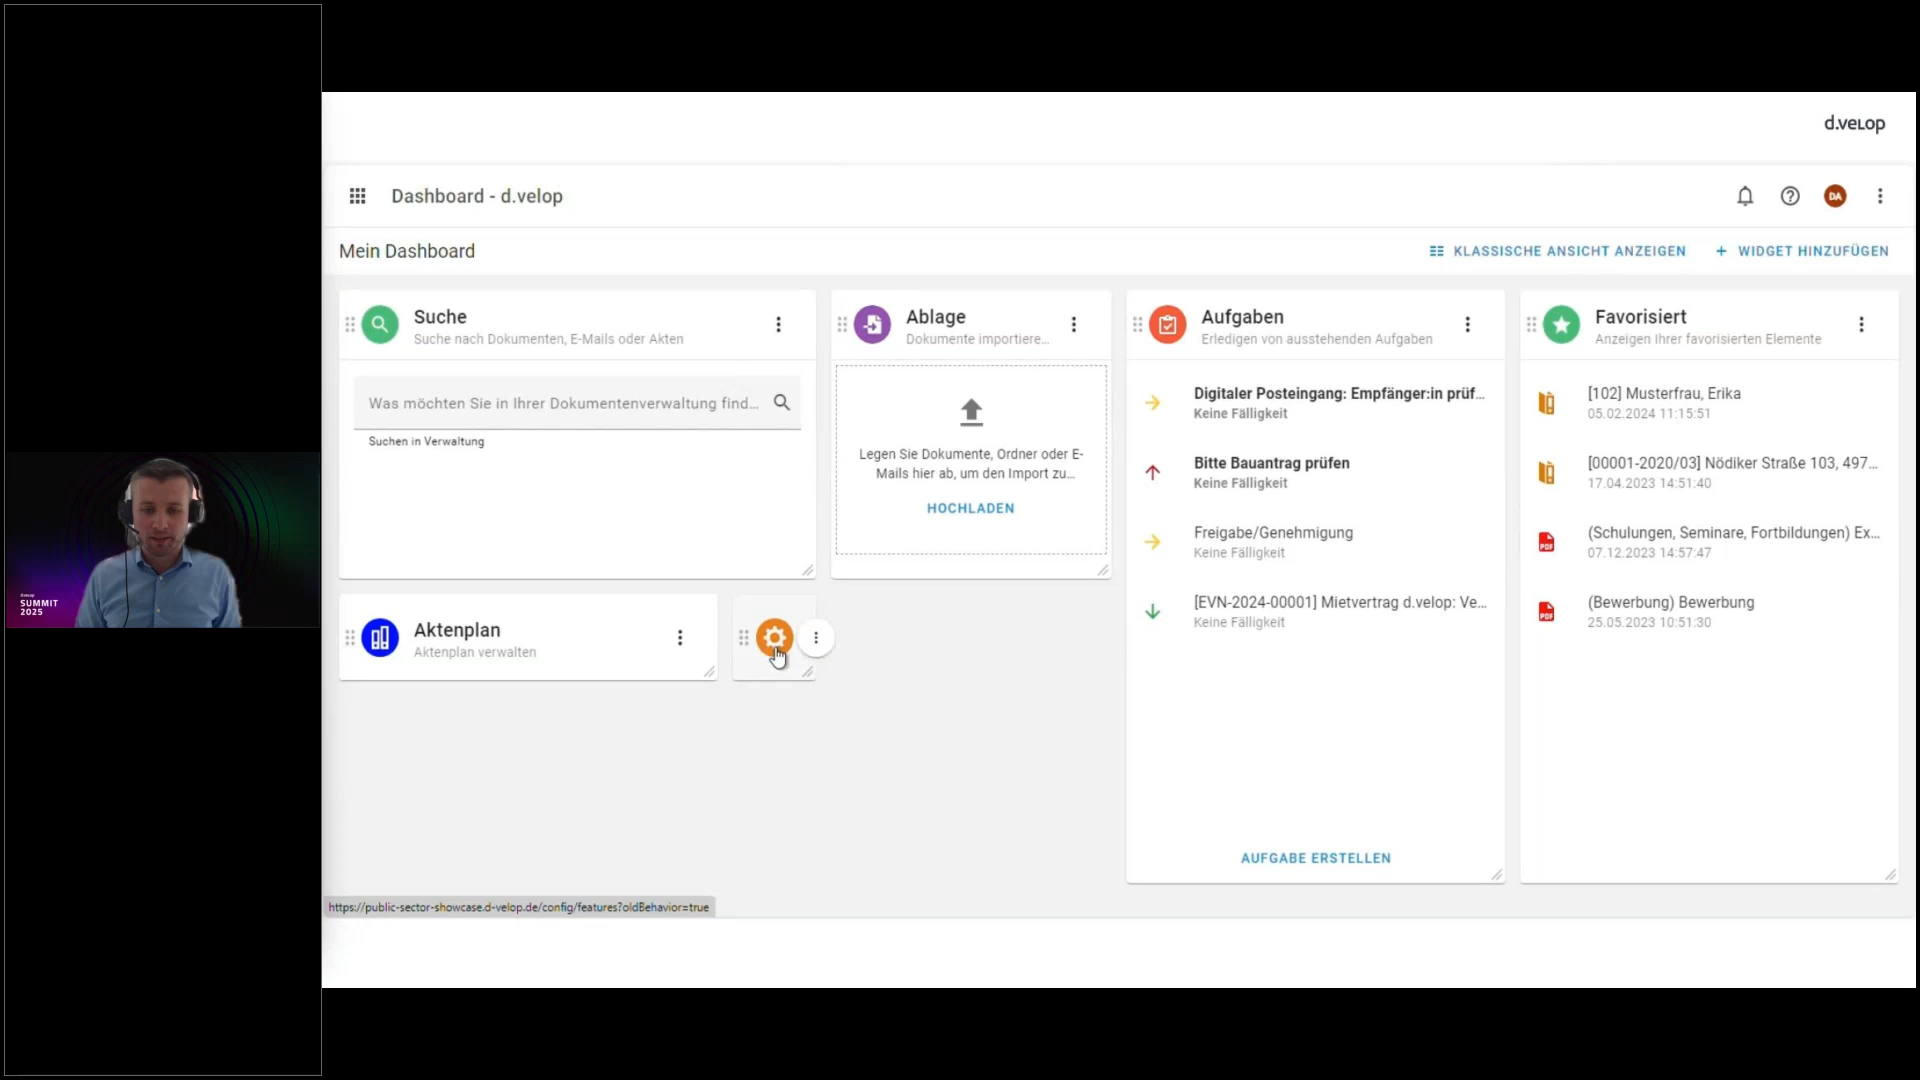 d.velop
Dashboard - d.velop
DA
Mein Dashboard
KLASSISCHE ANSICHT ANZEIGEN
+ WIDGET HINZUFÜGEN
Suche
Suche nach Dokumenten, E-Mails oder Akten
Was möchten Sie in Ihrer Dokumentenverwaltung find...
Suchen in Verwaltung
Ablage
Dokumente importiere...
Legen Sie Dokumente, Ordner oder E-
Mails hier ab, um den Import zu...
HOCHLADEN
Aufgaben
Erledigen von ausstehenden Aufgaben
Digitaler Posteingang: Empfänger:in prüf...
Keine Fälligkeit
Bitte Bauantrag prüfen
Keine Fälligkeit
Freigabe/Genehmigung
Keine Fälligkeit
[EVN-2024-00001] Mietvertrag d.velop: Ve...
Keine Fälligkeit
AUFGABE ERSTELLEN
Favorisiert
Anzeigen Ihrer favorisierten Elemente
[102] Musterfrau, Erika
05.02.2024 11:15:51
[00001-2020/03] Nödiker Straße 103, 497...
17.04.2023 14:51:40
PDF
(Schulungen, Seminare, Fortbildungen) Ex...
07.12.2023 14:57:47
PDF
(Bewerbung) Bewerbung
25.05.2023 10:51:30
Aktenplan
Aktenplan verwalten
https://public-sector-showcase.d-velop.de/config/features?oldBehavior=true
d.velop
SUMMIT
2025